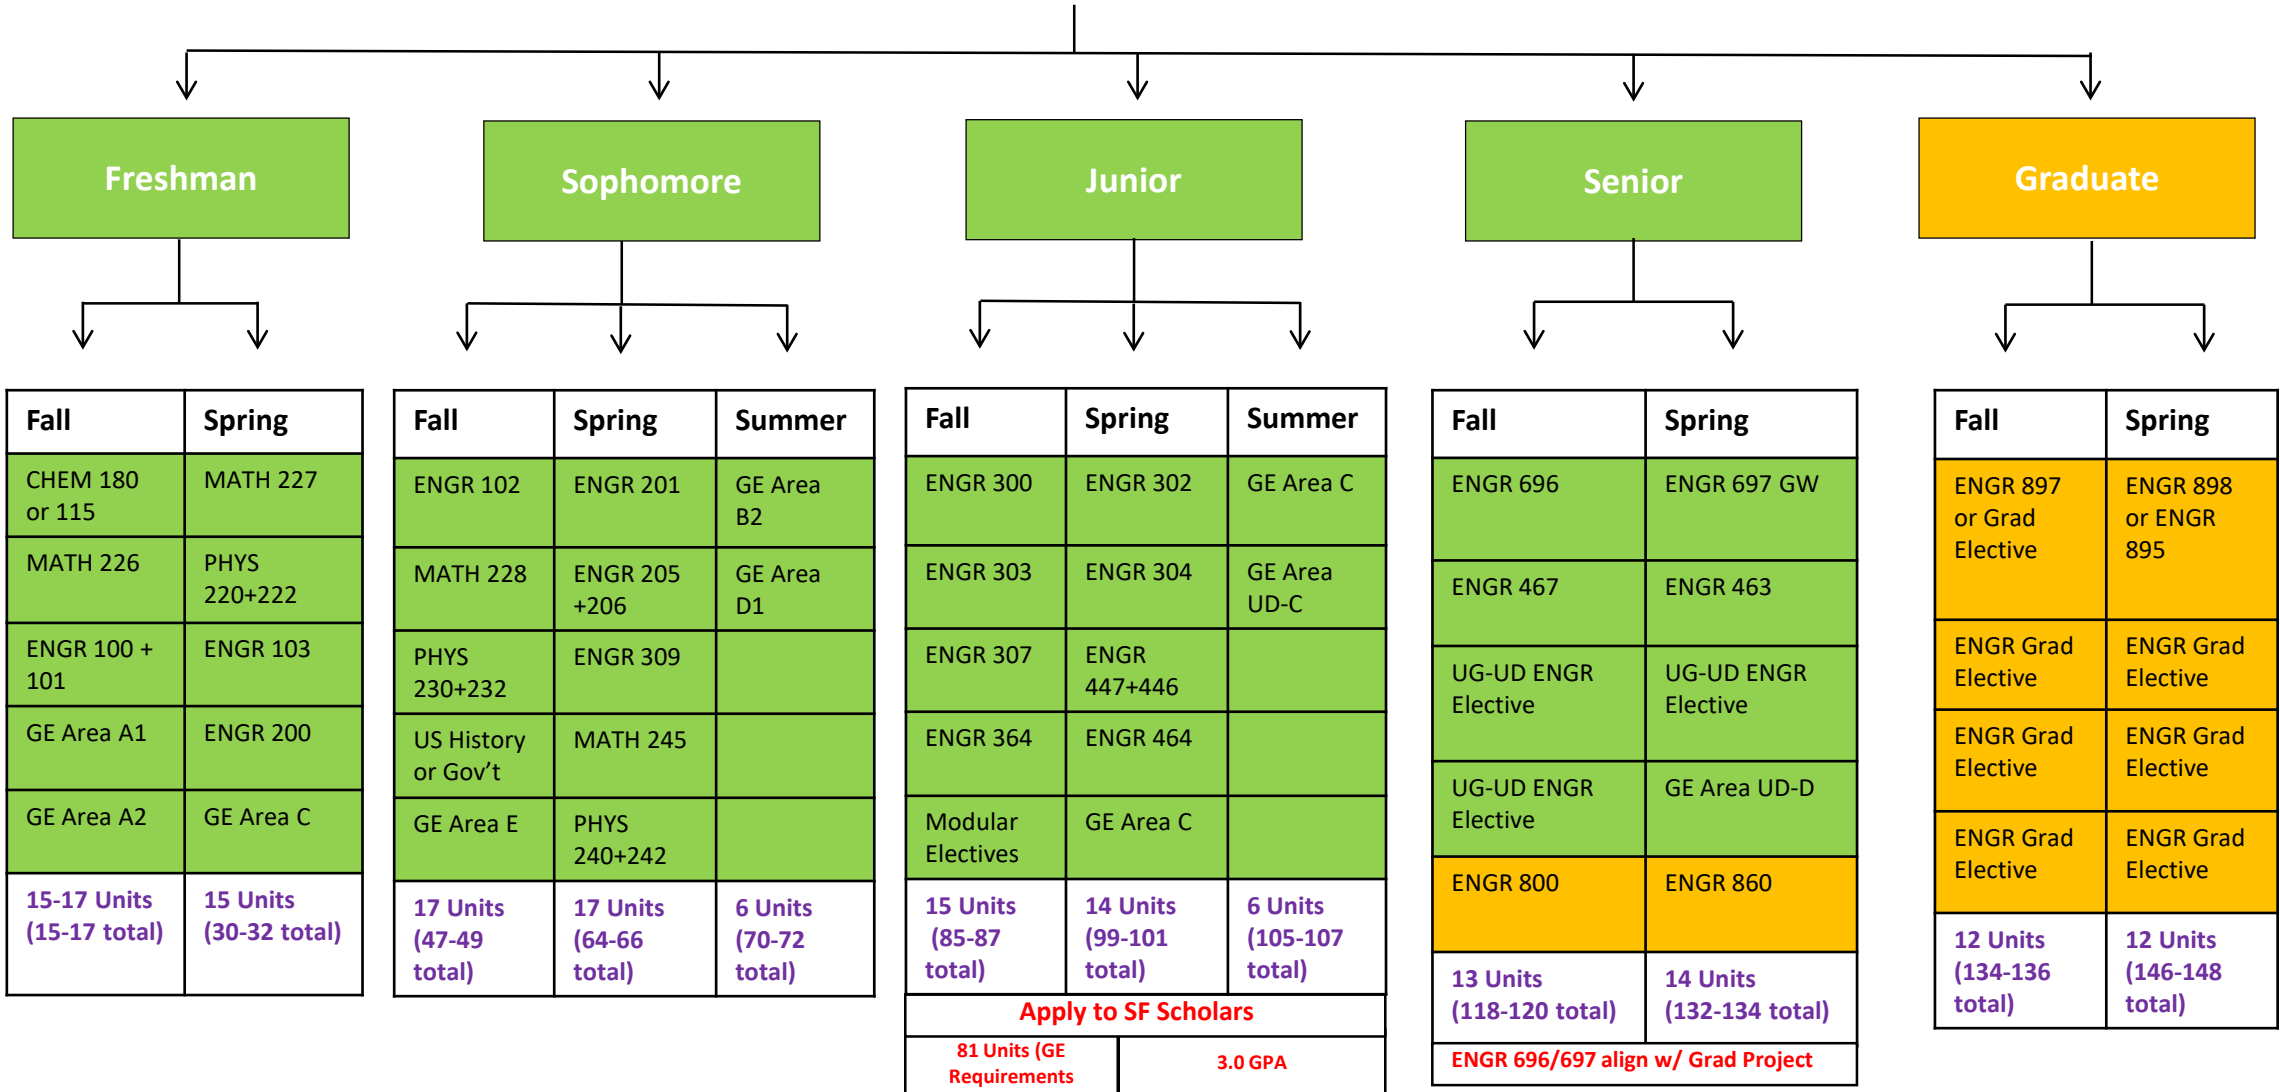 Freshman
Sophomore
Junior
Senior
Graduate
Fall
Spring
CHEM 180
or 115
MATH 227
MATH 226
PHYS
220+222
ENGR 100 +
101
ENGR 103
GE Area A1
ENGR 200
GE Area A2
GE Area C
15-17 Units
(15-17 total)
15 Units
(30-32 total)
Fall
Spring
Summer
ENGR 102
ENGR 201
GE Area
B2
MATH 228
ENGR 205
+206
GE Area
D1
PHYS
230+232
ENGR 309
US History
or Gov’t
MATH 245
GE Area E
PHYS
240+242
17 Units
(47-49
total)
17 Units
(64-66
total)
6 Units
(70-72
total)
Fall
Spring
Summer
ENGR 300
ENGR 302
GE Area C
ENGR 303
ENGR 304
GE Area
UD-C
ENGR 307
ENGR
447+446
ENGR 364
ENGR 464
Modular
Electives
GE Area C
15 Units
(85-87
total)
14 Units
(99-101
total)
6 Units
(105-107
total)
Apply to SF Scholars
81 Units (GE
Requirements
3.0 GPA
Fall
Spring
ENGR 696
ENGR 697 GW
ENGR 467
ENGR 463
UG-UD ENGR
Elective
UG-UD ENGR
Elective
UG-UD ENGR
Elective
GE Area UD-D
ENGR 800
ENGR 860
13 Units
(118-120 total)
14 Units
(132-134 total)
ENGR 696/697 align w/ Grad Project
Fall
Spring
ENGR 897
or Grad
Elective
ENGR 898
or ENGR
895
ENGR Grad
Elective
ENGR Grad
Elective
ENGR Grad
Elective
ENGR Grad
Elective
ENGR Grad
Elective
ENGR Grad
Elective
12 Units
(134-136
total)
12 Units
(146-148
total)